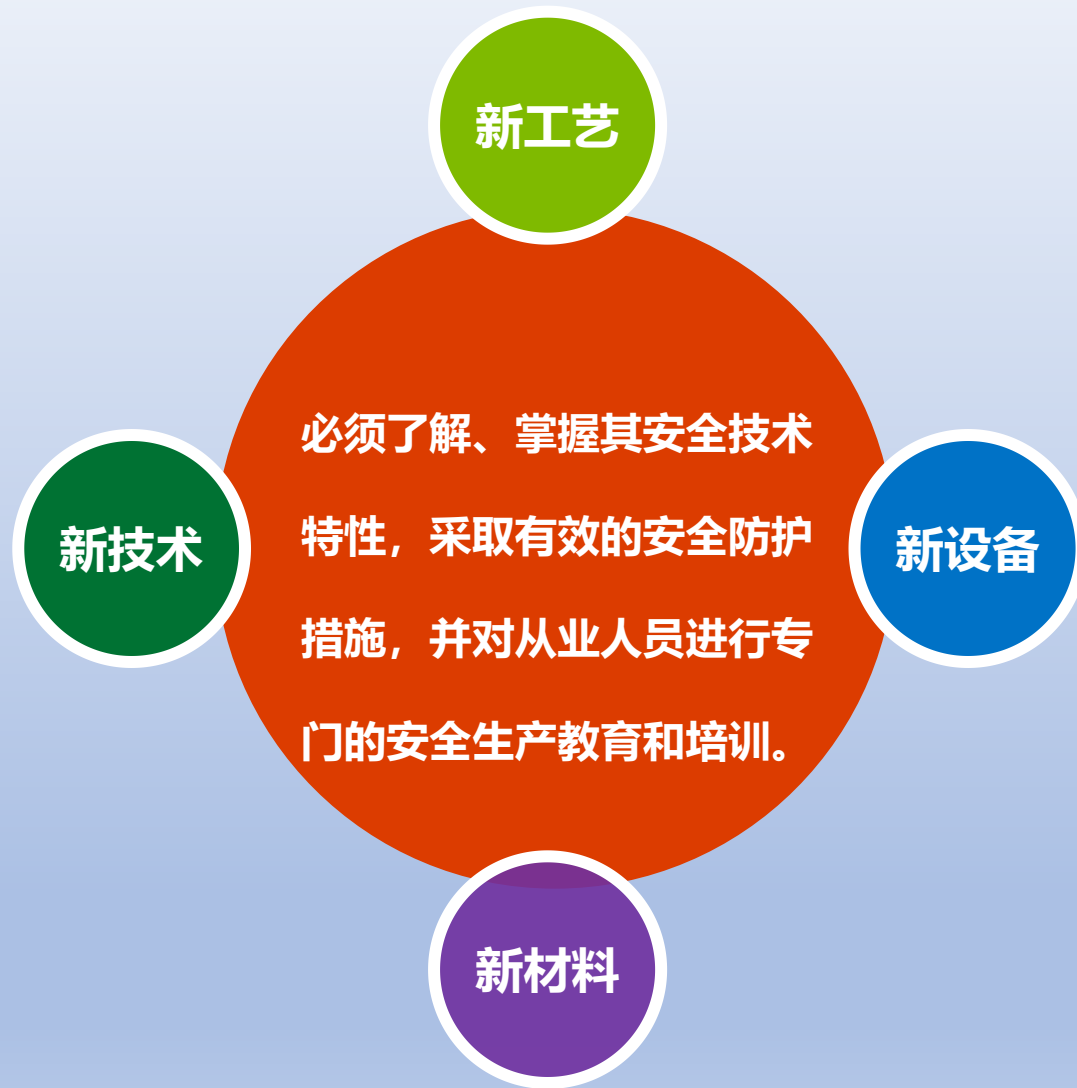 新工艺
必须了解、掌握其安全技术
特性，采取有效的安全防护
措施，并对从业人员进行专
门的安全生产教育和培训。
新技术
新设备
新材料